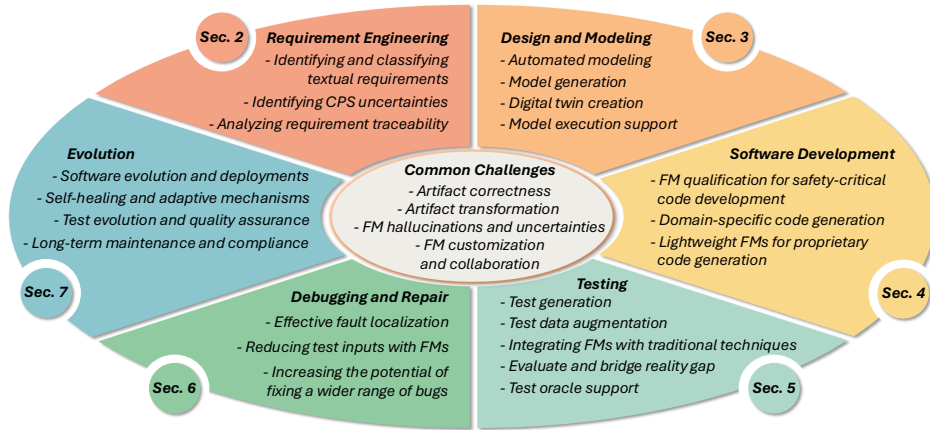 Sec. 2
Requirement Engineering
- Identifying and classifying
textual requirements
- Identifying CPS uncertainties
- Analyzing requirement traceability
Design and Modeling
- Automated modeling
- Model generation
- Digital twin creation
- Model execution support
Sec. 3
Evolution
- Software evolution and deployments
- Self-healing and adaptive mechanisms
- Test evolution and quality assurance
- Long-term maintenance and compliance
Sec. 7
Common Challenges
- Artifact correctness
- Artifact transformation
- FM hallucinations and uncertainties
- FM customization
and collaboration
Software Development
- FM qualification for safety-critical
code development
- Domain-specific code generation
- Lightweight FMs for proprietary
code generation
Sec. 4
Debugging and Repair
- Effective fault localization
- Reducing test inputs with FMs
- Increasing the potential of
fixing a wider range of bugs
Sec. 6
Testing
- Test generation
- Test data augmentation
- Integrating FMs with traditional techniques
- Evaluate and bridge reality gap
- Test oracle support
Sec. 5